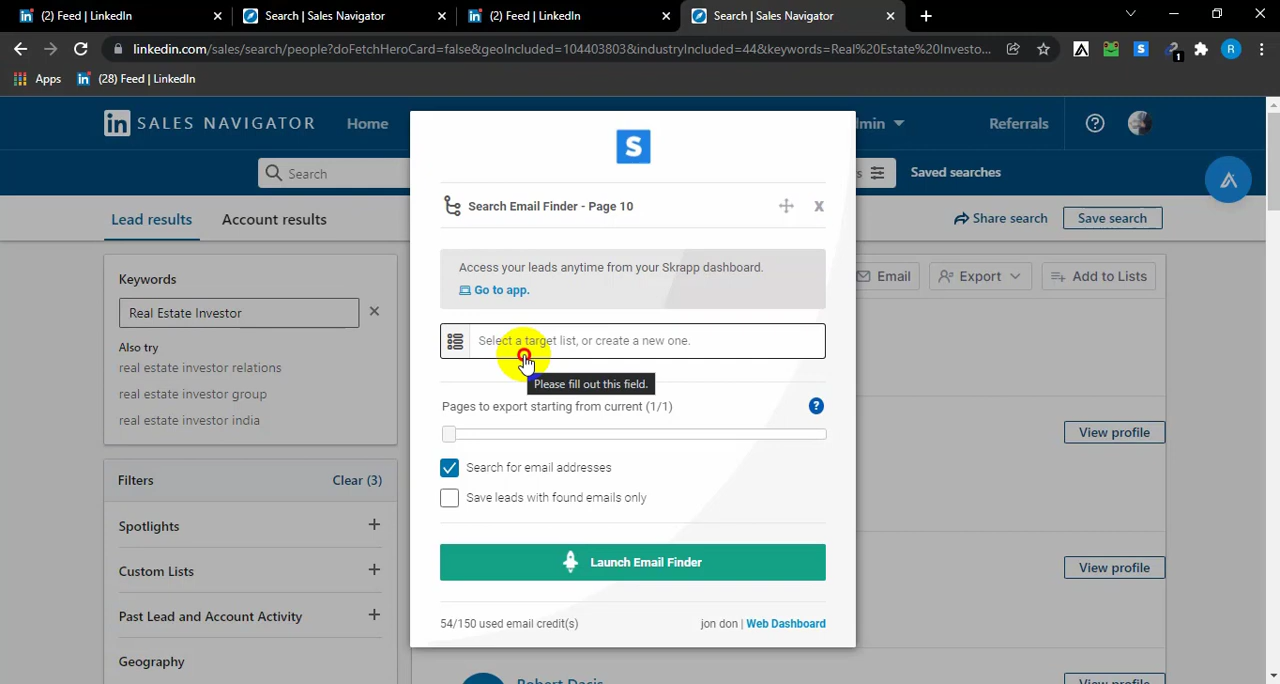 (2) Feed | LinkedIn
Search | Sales Navigator
(2) Feed | LinkedIn
Search | Sales Navigator
linkedin.com/sales/search/people?doFetchHeroCard=false&geoIncluded=104403803&industryIncluded=44&keywords=Real%20Estate%20Investo...
1
R
Apps
(28) Feed | LinkedIn
in SALES NAVIGATOR
Home
dmin
Referrals
?
Search
s
Saved searches
Lead results
Account results
Share search
Save search
S
Search Email Finder - Page 10
x
Access your leads anytime from your Skrapp dashboard.
Go to app.
Select a target list, or create a new one.
Please fill out this field.
Pages to export starting from current (1/1)
?
Search for email addresses
Save leads with found emails only
Launch Email Finder
54/150 used email credit(s)
jon don | Web Dashboard
Keywords
Real Estate Investor
Also try
real estate investor relations
real estate investor group
real estate investor india
Filters
Clear (3)
Spotlights
Custom Lists
Past Lead and Account Activity
Geography
Email
Export
Add to Lists
View profile
View profile
Robert Dacis
View profile